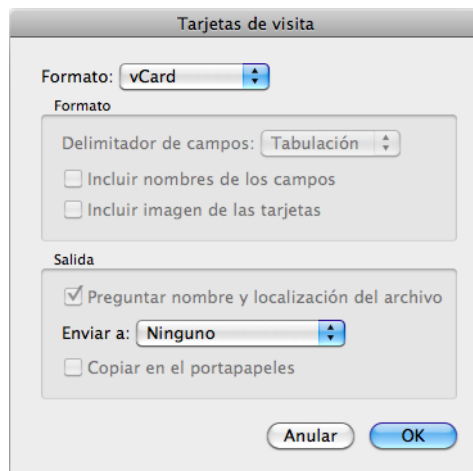 Tarjetas de visita
Formato: vCard
Formato
Delimitador de campos: Tabulación
Incluir nombres de los campos
Incluir imagen de las tarjetas
Salida
Preguntar nombre y localización del archivo
Enviar a: Ninguno
Copiar en el portapapeles
Anular OK